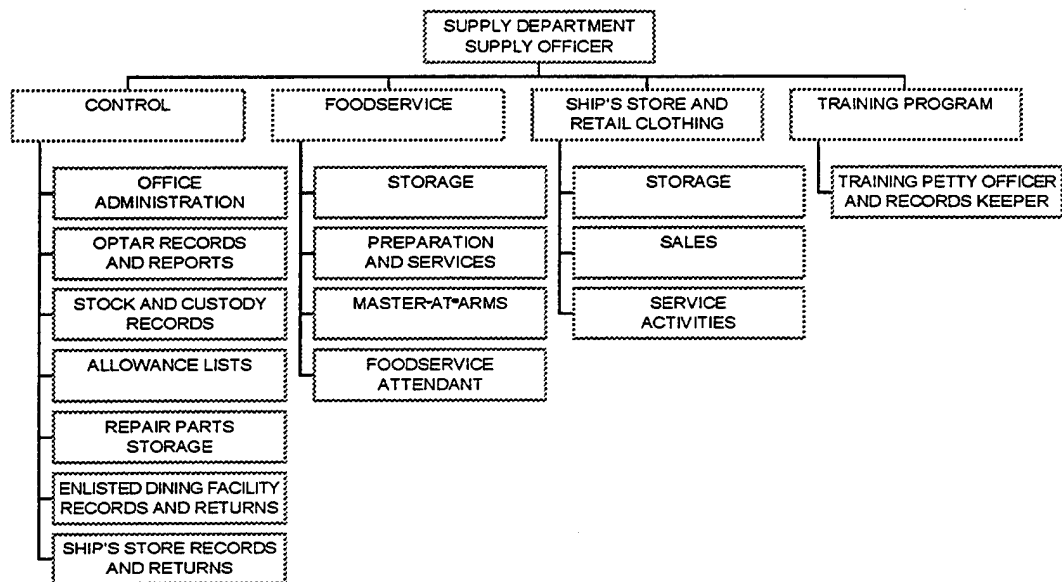 SUPPLY DEPARTMENT
SUPPLY OFFICER
CONTROL
OFFICE
ADMINISTRATION
OPTAR RECORDS
AND REPORTS
STOCK AND CUSTODY
RECORDS
ALLOWANCE LISTS
REPAIR PARTS
STORAGE
ENLISTED DINING FACILITY
RECORDS AND RETURNS
SHIP'S STORE RECORDS
AND RETURNS
FOODSERVICE
STORAGE
PREPARATION
AND SERVICES
MASTER-AT-ARMS
FOODSERVICE
ATTENDANT
SHIP'S STORE AND
RETAIL CLOTHING
STORAGE
SALES
SERVICE
ACTIVITIES
TRAINING PROGRAM
TRAINING PETTY OFFICER
AND RECORDS KEEPER